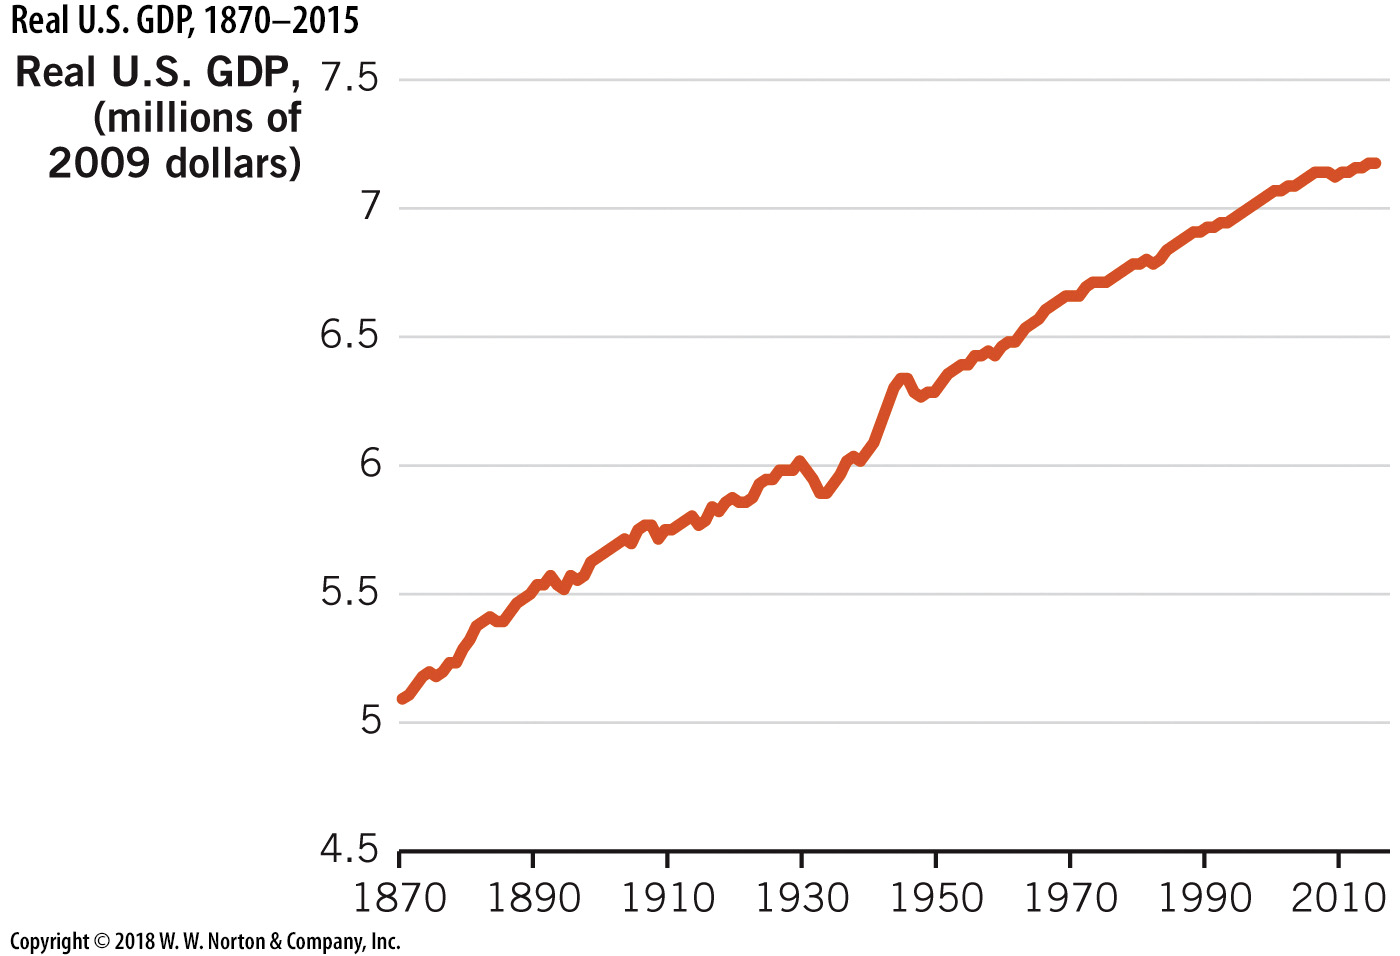 Real U.S. GDP, 1870–2015
Real U.S. GDP,
(millions of
2009 dollars)
7.5
7
6.5
6
5.5
5
4.5
1870 1890 1910 1930 1950 1970 1990 2010
Copyright © 2018 W. W. Norton & Company, Inc.